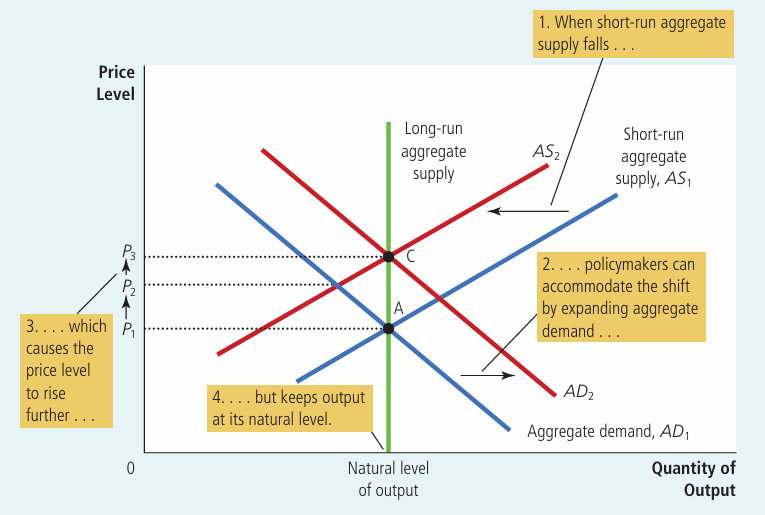 1. When short-run aggregate
supply falls . . .
Price
Level
Long-run
aggregate
supply
AS2
Short-run
aggregate
supply, AS1
P3
C
2. . . . policymakers can
accommodate the shift
by expanding aggregate
demand . . .
P2
A
P1
3. . . . which
causes the
price level
to rise
further . . .
4. . . . but keeps output
at its natural level.
AD2
Aggregate demand, AD1
0
Natural level
of output
Quantity of
Output